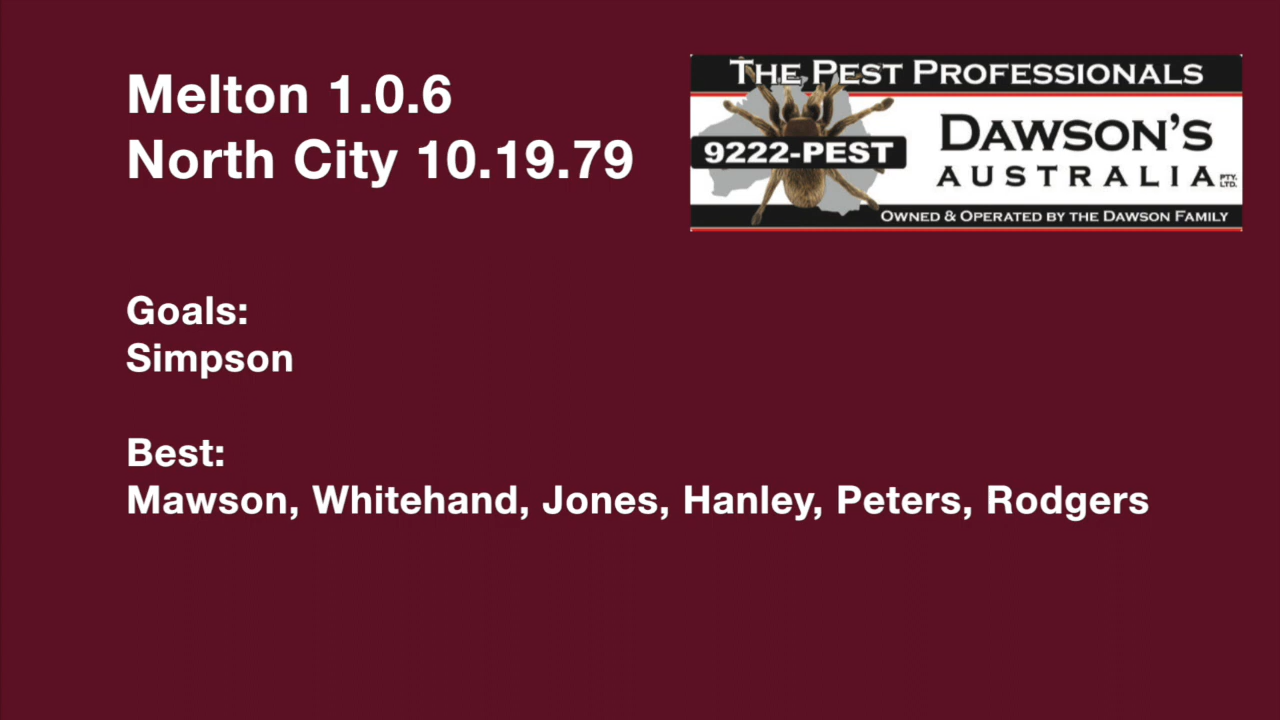 Melton 1.0.6
North City 10.19.79
THE PEST PROFESSIONALS
9222-PEST
DAWSON'S
AUSTRALIA PTY. LTD.
OWNED & OPERATED BY THE DAWSON FAMILY
Goals:
Simpson
Best:
Mawson, Whitehand, Jones, Hanley, Peters, Rodgers